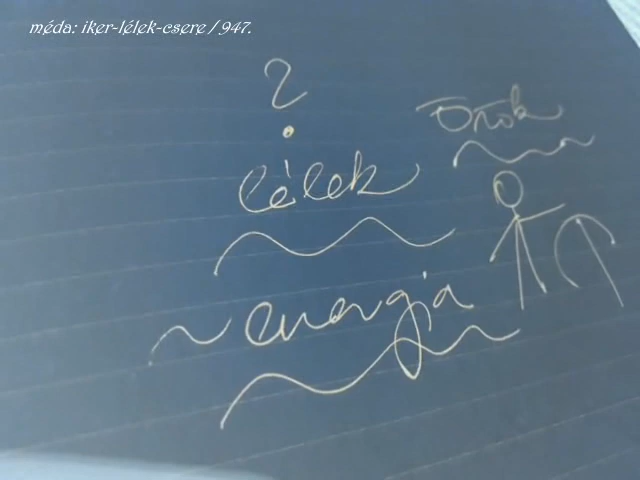 méda: iker-lélek-csere / 947.
?
örök
lélek
energia